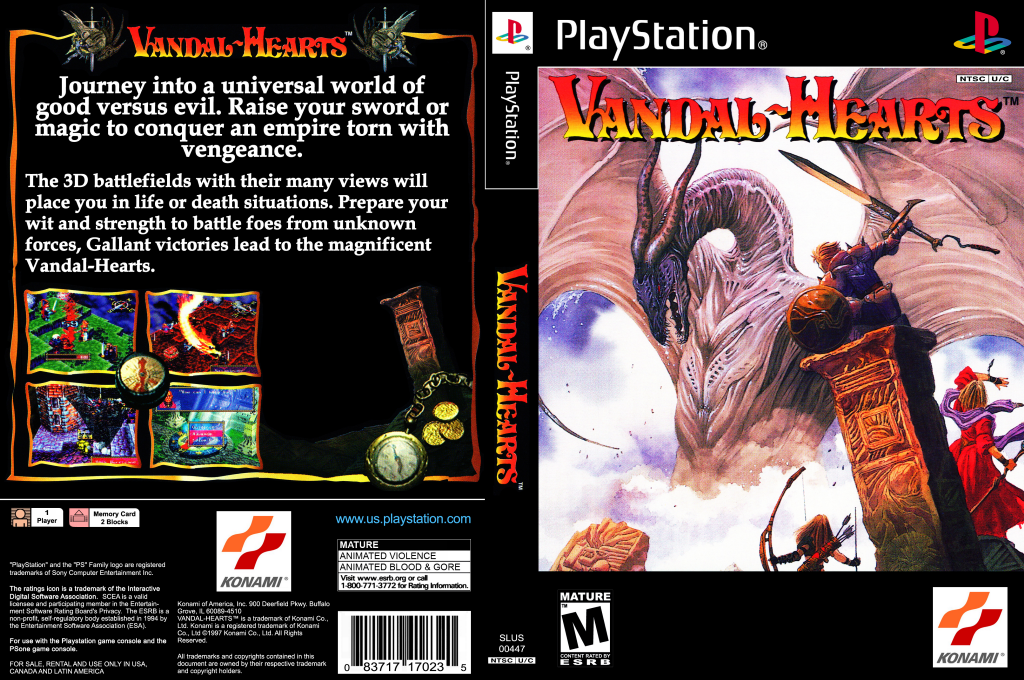 VANDAL-HEARTS™
Journey into a universal world of
good versus evil. Raise your sword or
magic to conquer an empire torn with
vengeance.
The 3D battlefields with their many views will
place you in life or death situations. Prepare your
wit and strength to battle foes from unknown
forces, Gallant victories lead to the magnificent
Vandal-Hearts.
1
Player
Memory Card
2 Blocks
"PlayStation" and the "PS" Family logo are registered
trademarks of Sony Computer Entertainment Inc.
The ratings icon is a trademark of the Interactive
Digital Software Association. SCEA is a valid
licensee and participating member in the Entertain-
ment Software Rating Board's Privacy. The ESRB is a
non-profit, self-regulatory body established in 1994 by
the Entertainment Software Association (ESA).
For use with the Playstation game console and the
PSone game console.
FOR SALE, RENTAL AND USE ONLY IN USA,
CANADA AND LATIN AMERICA
KONAMI®
Konami of America, Inc. 900 Deerfield Pkwy. Buffalo
Grove, IL 60089-4510
VANDAL-HEARTS™ is a trademark of Konami Co.,
Ltd. Konami is a registered trademark of Konami
Co., Ltd ©1997 Konami Co., Ltd. All Rights
Reserved.
All trademarks and copyrights contained in this
document are owned by their respective trademark
and copyright holders.
www.us.playstation.com
MATURE
ANIMATED VIOLENCE
ANIMATED BLOOD & GORE
Visit www.esrb.org or call
1-800-771-3772 for Rating Information.
0 83717 17023 5
PlayStation®
VANDAL-HEARTS™
SLUS
00447
NTSC U/C
PlayStation®
NTSC U/C
VANDAL-HEARTS™
MATURE
™
M
CONTENT RATED BY
ESRB
KONAMI®